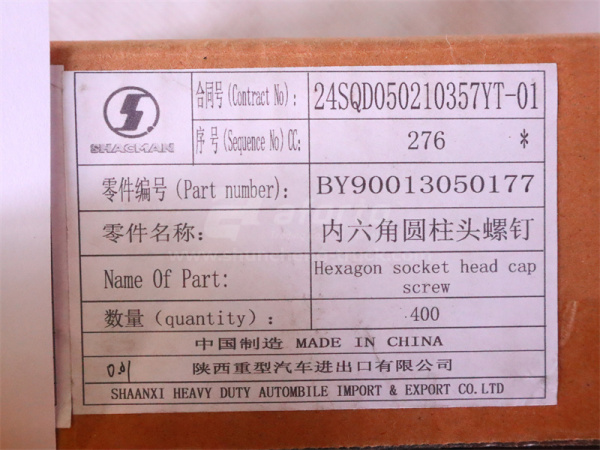 SHACMAN
合同号(Contract No): 24SQD050210357YT-01
序号(Sequence No)CC: 276 *
零件编号(Part number): BY90013050177
零件名称: 内六角圆柱头螺钉
Name Of Part: Hexagon socket head cap
screw
数量(quantity): 400
中国制造 MADE IN CHINA
陕西重型汽车进出口有限公司
SHAANXI HEAVY DUTY AUTOMBILE IMPORT & EXPORT CO.LTD